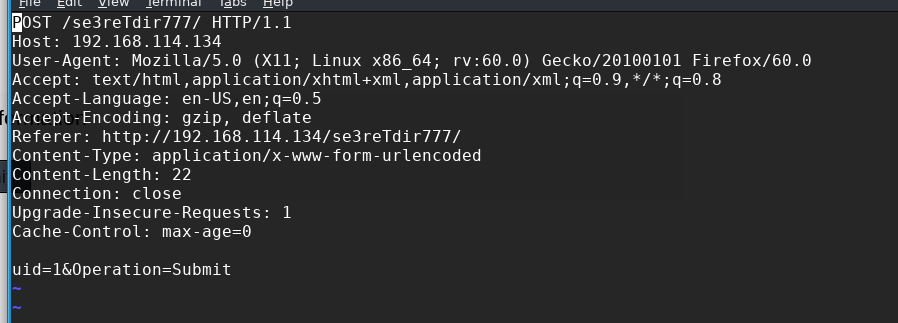 File Edit View Terminal Tabs Help
POST /se3reTdir777/ HTTP/1.1
Host: 192.168.114.134
User-Agent: Mozilla/5.0 (X11; Linux x86_64; rv:60.0) Gecko/20100101 Firefox/60.0
Accept: text/html,application/xhtml+xml,application/xml;q=0.9,*/*;q=0.8
Accept-Language: en-US,en;q=0.5
Accept-Encoding: gzip, deflate
Referer: http://192.168.114.134/se3reTdir777/
Content-Type: application/x-www-form-urlencoded
Content-Length: 22
Connection: close
Upgrade-Insecure-Requests: 1
Cache-Control: max-age=0
uid=1&Operation=Submit
~
~